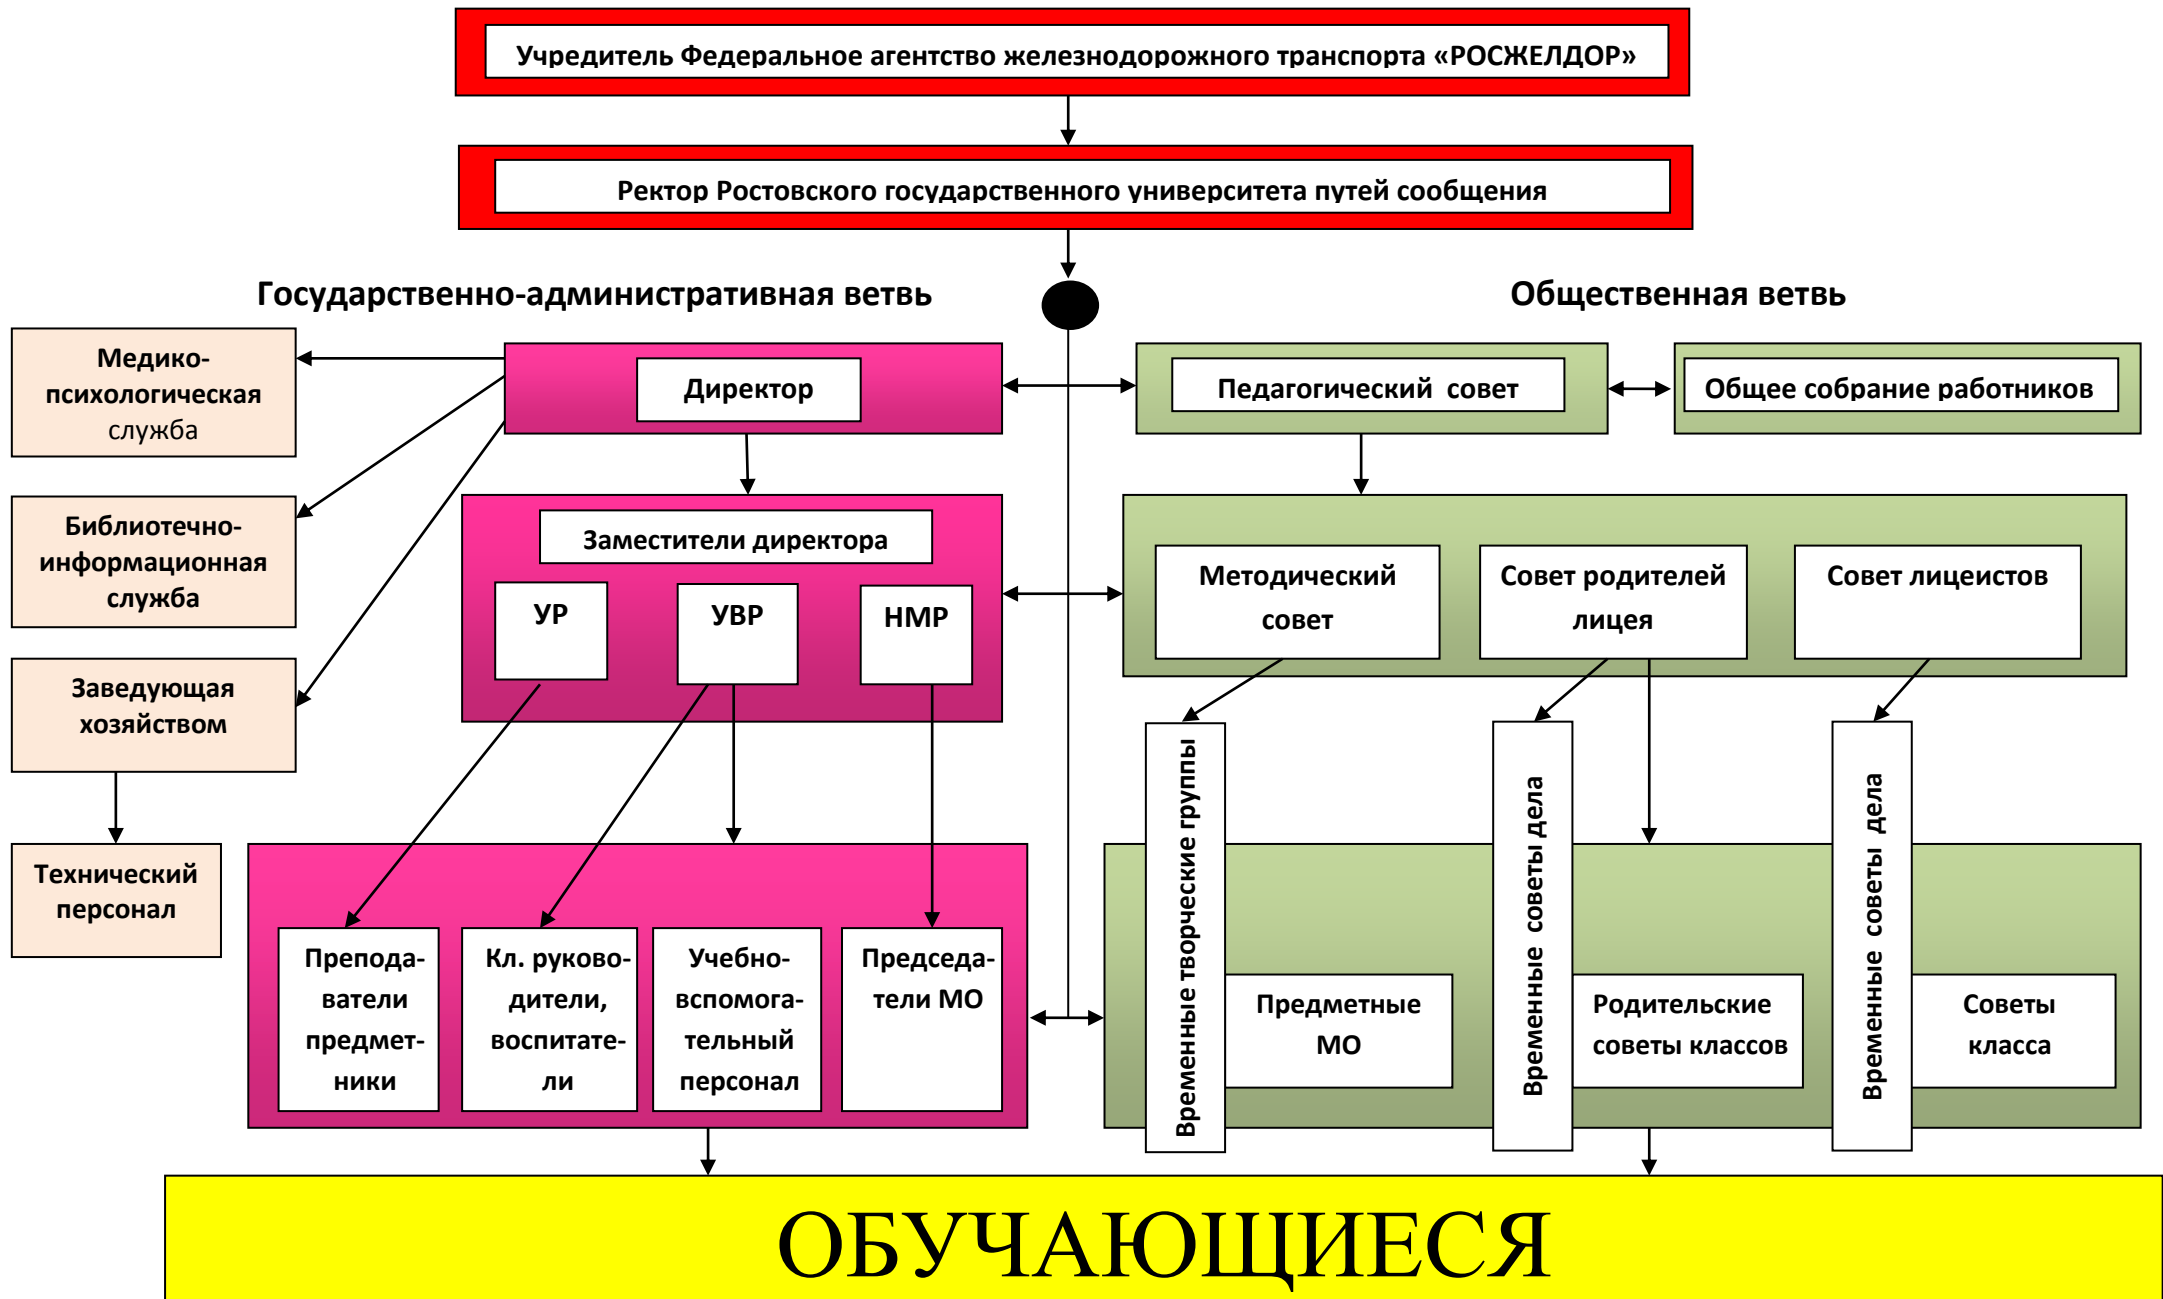 Учредитель Федеральное агентство железнодорожного транспорта «РОСЖЕЛДОР»
Ректор Ростовского государственного университета путей сообщения
Государственно-административная ветвь
Общественная ветвь
Медико-
психологическая
служба
Директор
Педагогический совет
Общее собрание работников
Библиотечно-
информационная
служба
Заместители директора
УР
УВР
НМР
Методический
совет
Совет родителей
лицея
Совет лицеистов
Заведующая
хозяйством
Технический
персонал
Препода-
ватели
предмет-
ники
Кл. руково-
дители,
воспитате-
ли
Учебно-
вспомога-
тельный
персонал
Председа-
тели МО
Временные творческие группы
Предметные
МО
Временные советы дела
Родительские
советы классов
Временные советы дела
Советы
класса
ОБУЧАЮЩИЕСЯ